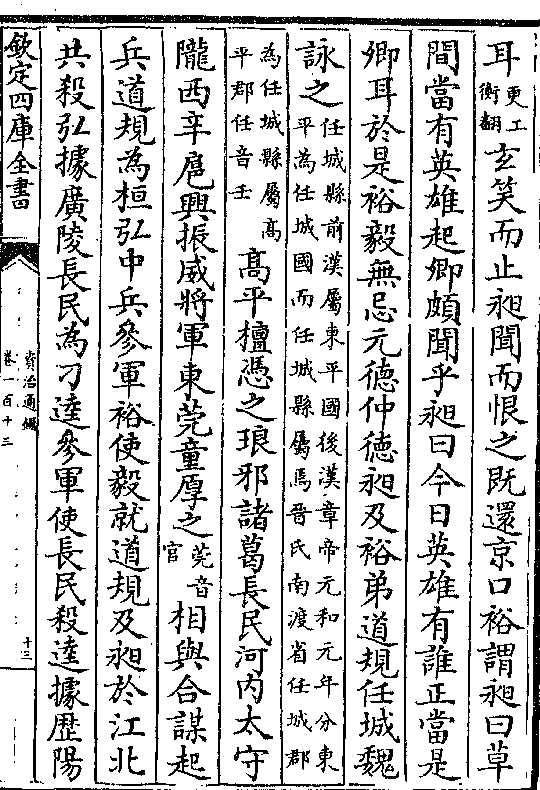 耳更工衡翻玄笑而止昶聞而恨之既還京口裕謂昶曰草
間當有英雄起卿頗聞乎昶曰今日英雄有誰正當是
卿耳於是裕毅無忌元徳仲徳昶及裕弟道規任城魏
詠之任城縣前漢屬東平國後漢章帝元和元年分東平為任城國而任城縣屬焉晉氏南渡省任城郡
為任城縣屬高平郡任音壬高平檀憑之琅邪諸葛長民河内太守
隴西辛扈興振威將軍東莞童厚之莞音官相與合謀起
兵道規為桓弘中兵參軍裕使毅就道規及昶於江北
共殺弘據廣陵長民為刁逵參軍使長民殺逵據歴陽
欽定四庫全書
資治通鑑
卷一百十三
十三